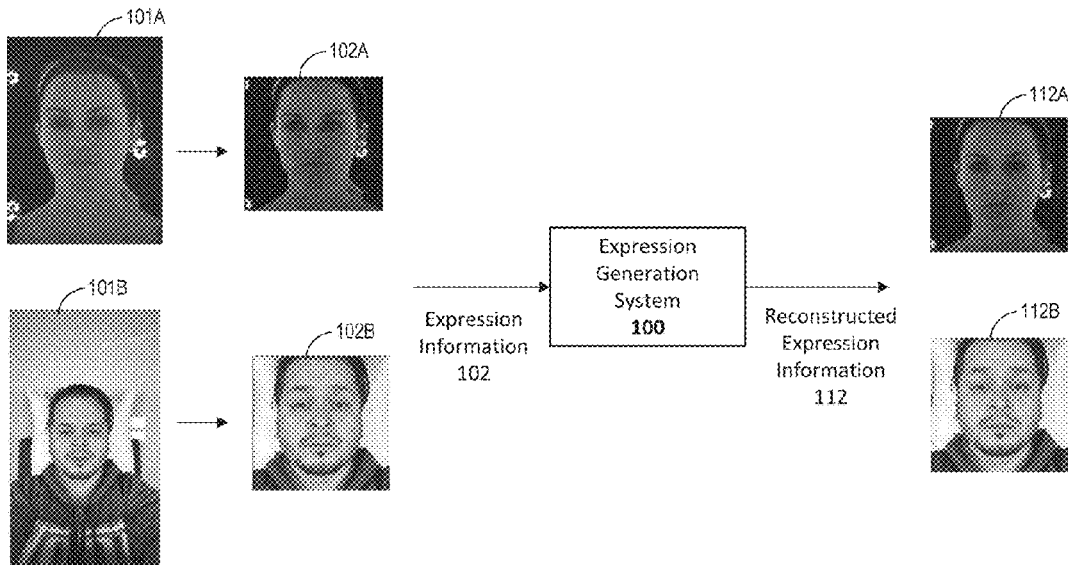 101A
102A
112A
101B
102B
112B
Expression
Information
102
Expression
Generation
System
100
Reconstructed
Expression
Information
112